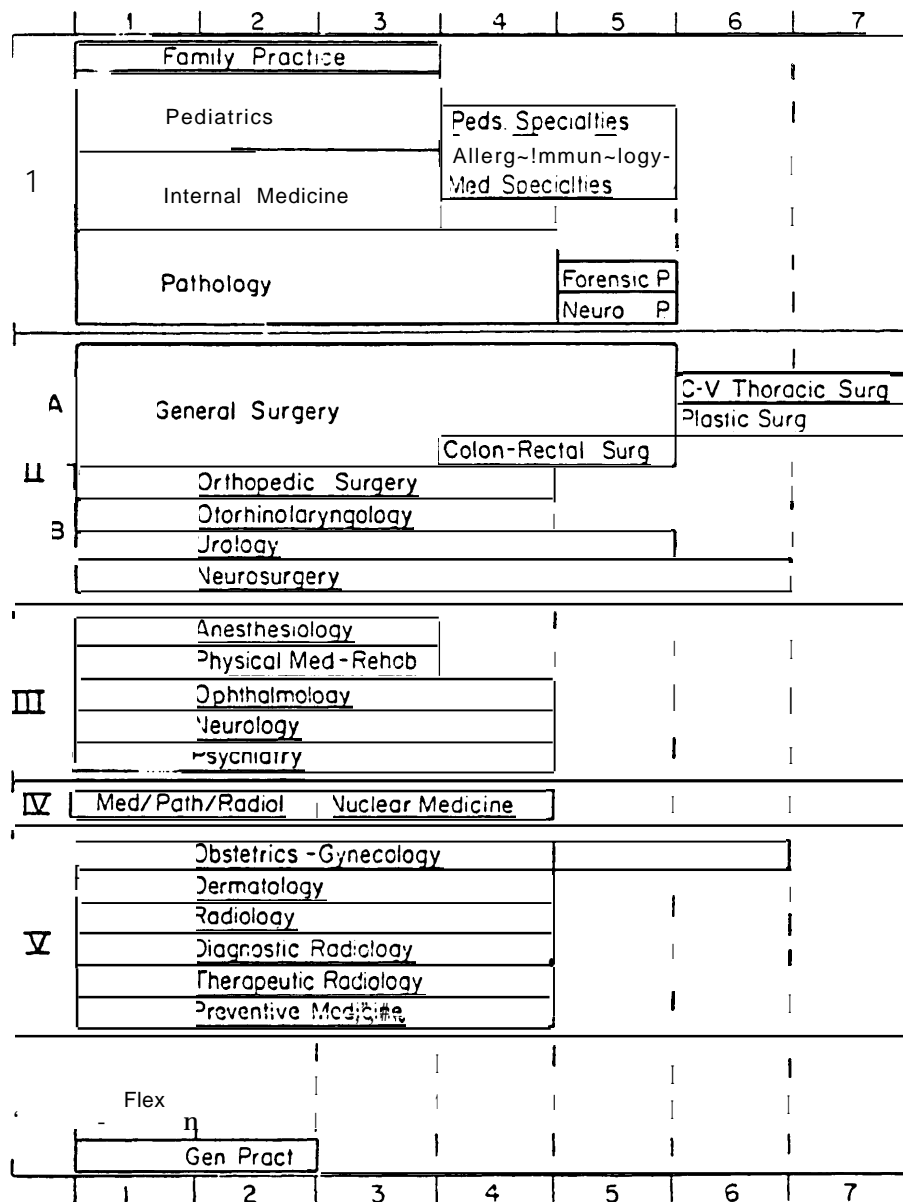 1 2 3 4 5 6 7
Family Practice
Pediatrics
Peds. Specialties
Allerg~!mmun~logy-
1
Med Specialties
Internal Medicine
Pathology
Forensic P
Neuro P
A
C-V Thoracic Surg
General Surgery
Plastic Surg
Colon-Rectal Surg
II
Orthopedic Surgery
Otorhinolaryngology
B
Urology
Neurosurgery
Anesthesiology
Physical Med-Rehab
III
Ophthalmology
Neurology
Psychiatry
IV Med/Path/Radiol Nuclear Medicine
Obstetrics-Gynecology
Dermatology
Radiology
V
Diagnostic Radiology
Therapeutic Radiology
Preventive Medicine
Flex
Gen Pract
1 2 3 4 5 6 7